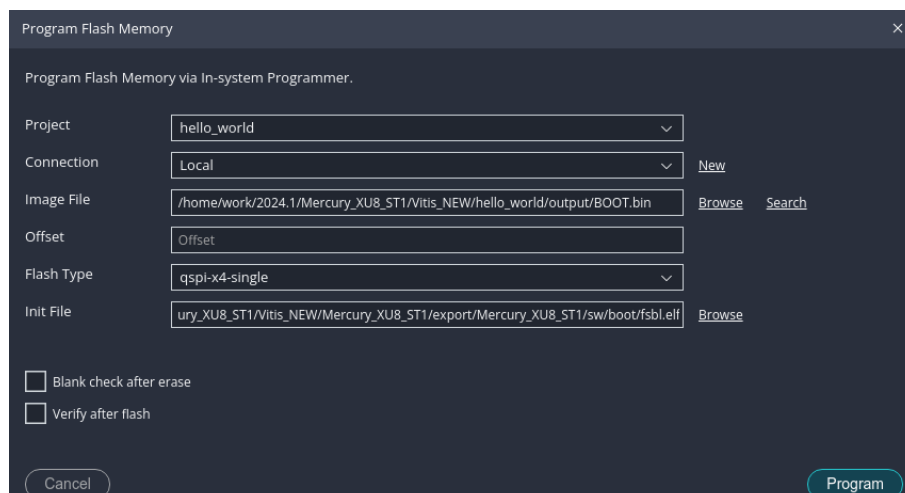 Program Flash Memory ×
Program Flash Memory via In-system Programmer.
Project hello_world
Connection Local New
Image File /home/work/2024.1/Mercury_XU8_ST1/Vitis_NEW/hello_world/output/BOOT.bin Browse Search
Offset Offset
Flash Type qspi-x4-single
Init File ury_XU8_ST1/Vitis_NEW/Mercury_XU8_ST1/export/Mercury_XU8_ST1/sw/boot/fsbl.elf Browse
Blank check after erase
Verify after flash
Cancel Program